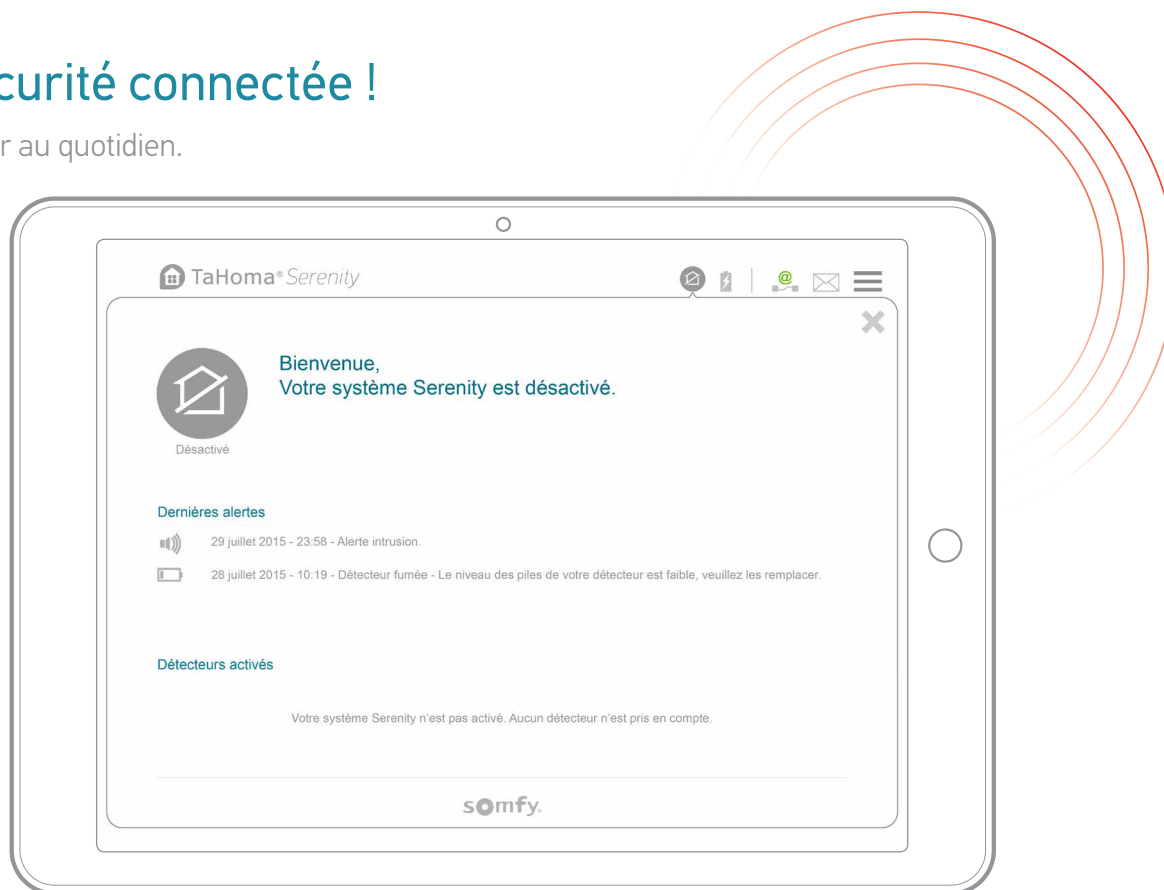 curité connectée !
r au quotidien.
TaHoma® Serenity
@
Bienvenue,
Votre système Serenity est désactivé.
Désactivé
Dernières alertes
29 juillet 2015 - 23:58 - Alerte intrusion.
28 juillet 2015 - 10:19 - Détecteur fumée - Le niveau des piles de votre détecteur est faible, veuillez les remplacer.
Détecteurs activés
Votre système Serenity n'est pas activé. Aucun détecteur n'est pris en compte.
somfy.